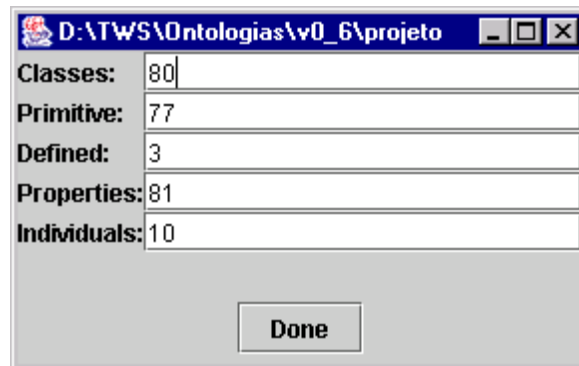 D:\TWS\Ontologias\v0_6\projeto
Classes: 80
Primitive: 77
Defined: 3
Properties: 81
Individuals: 10
Done